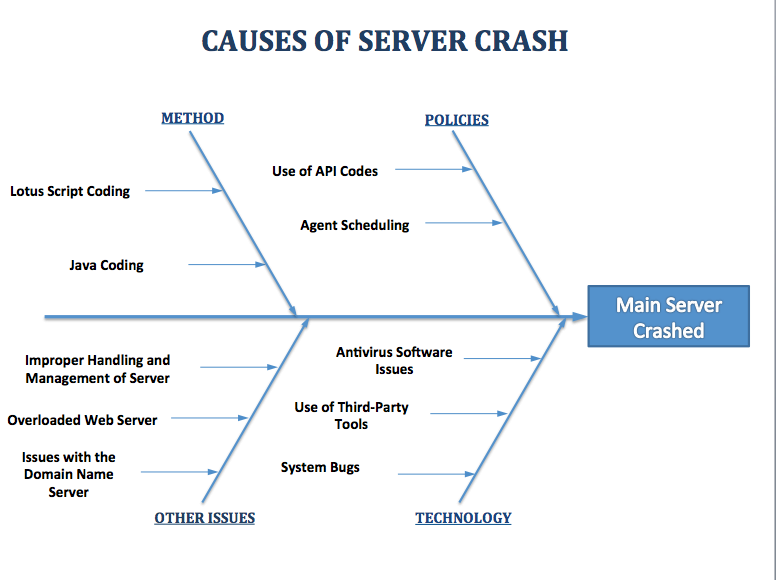 CAUSES OF SERVER CRASH
METHOD
POLICIES
Use of API Codes
Lotus Script Coding
Agent Scheduling
Java Coding
Main Server
Crashed
Improper Handling and
Management of Server
Antivirus Software
Issues
Overloaded Web Server
Use of Third-Party
Tools
Issues with the
Domain Name
Server
System Bugs
OTHER ISSUES
TECHNOLOGY